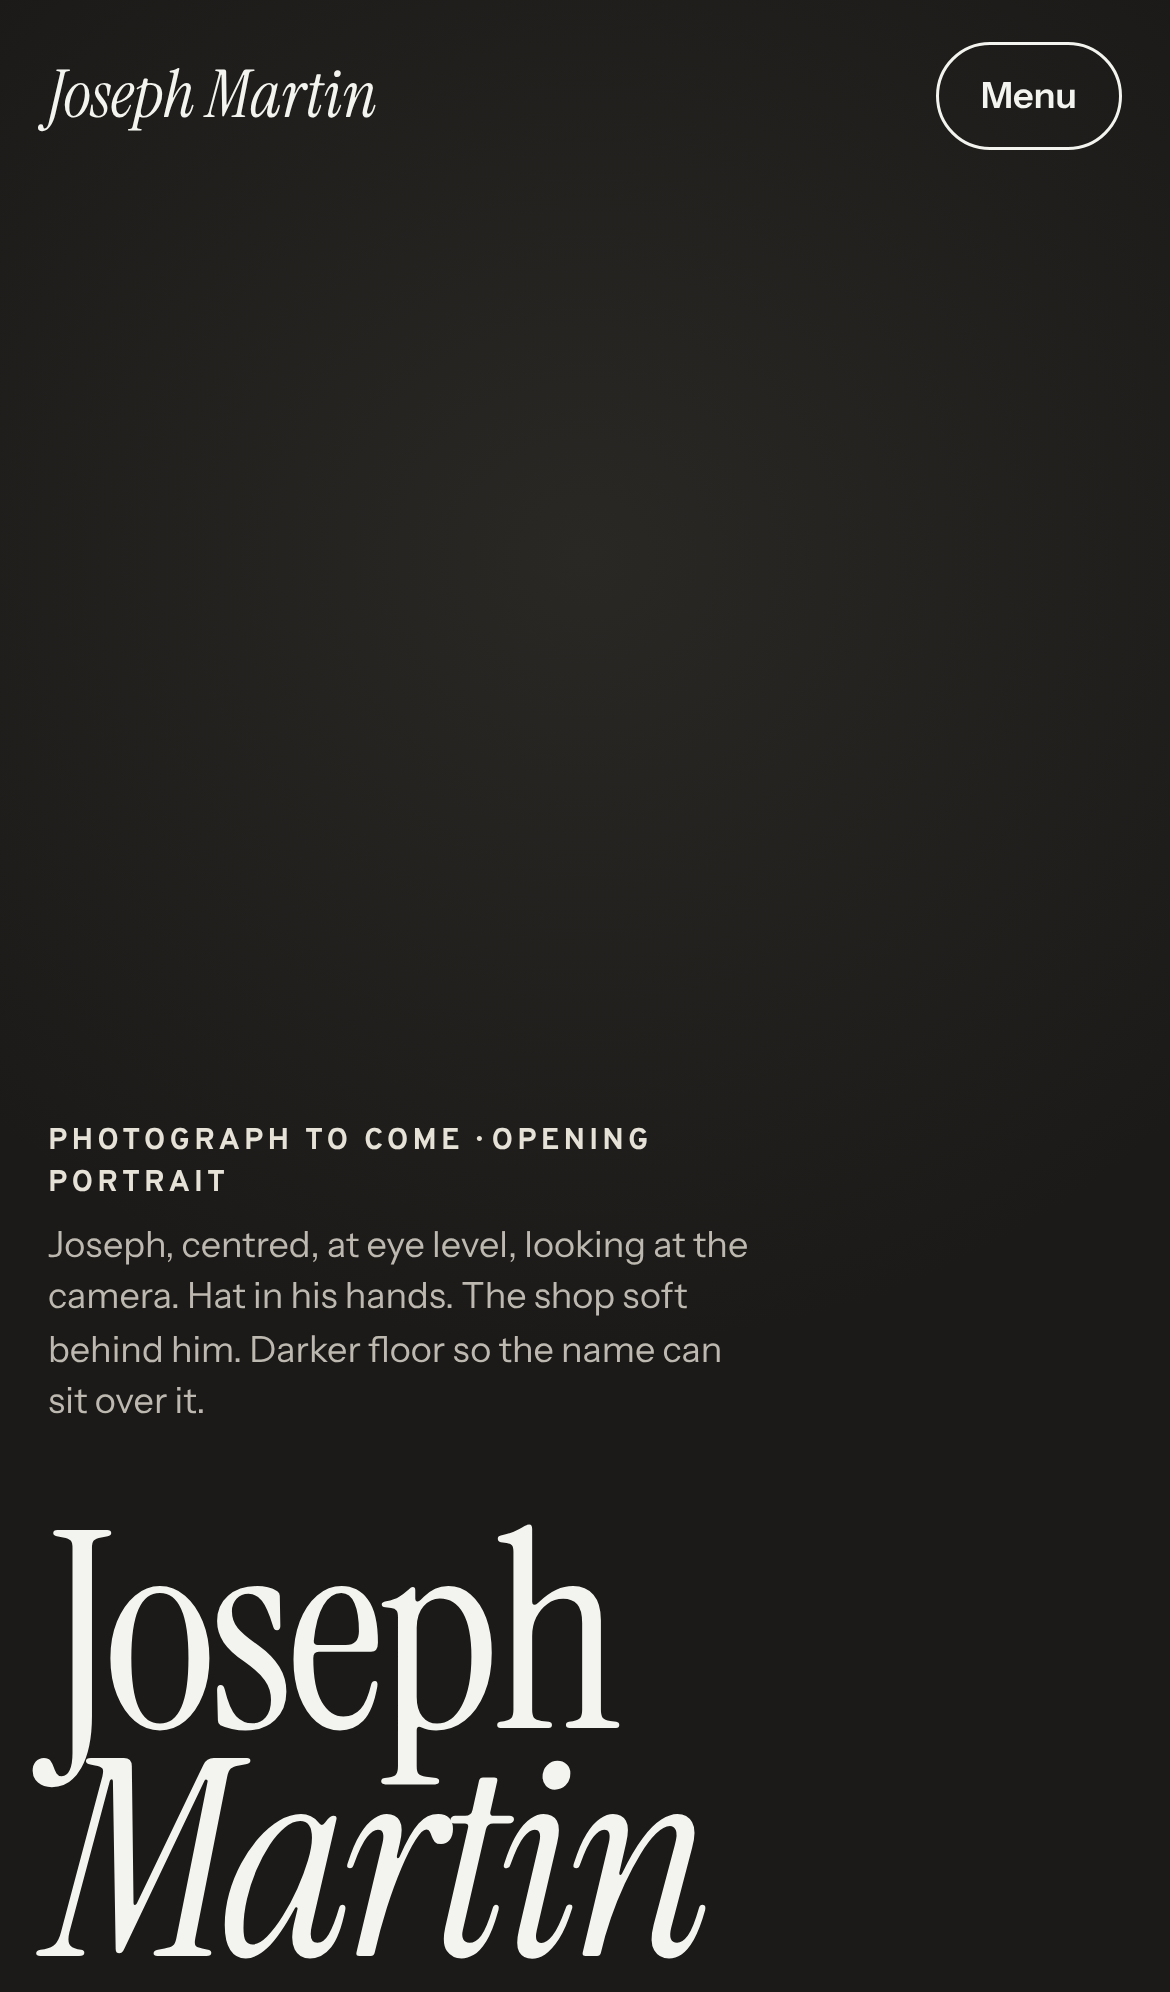 Joseph Martin
Menu
PHOTOGRAPH TO COME · OPENING
PORTRAIT
Joseph, centred, at eye level, looking at the
camera. Hat in his hands. The shop soft
behind him. Darker floor so the name can
sit over it.
Joseph
Martin